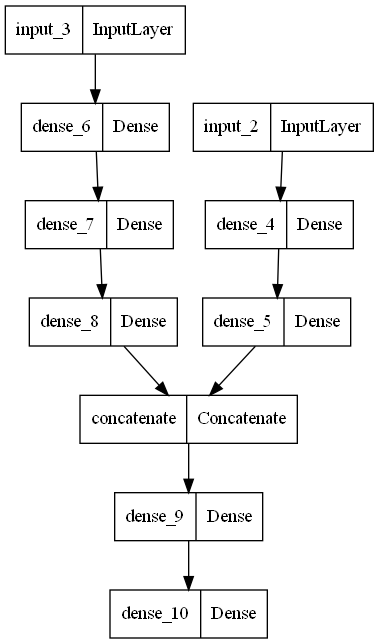 input_3 InputLayer
dense_6 Dense
input_2 InputLayer
dense_7 Dense
dense_4 Dense
dense_8 Dense
dense_5 Dense
concatenate Concatenate
dense_9 Dense
dense_10 Dense